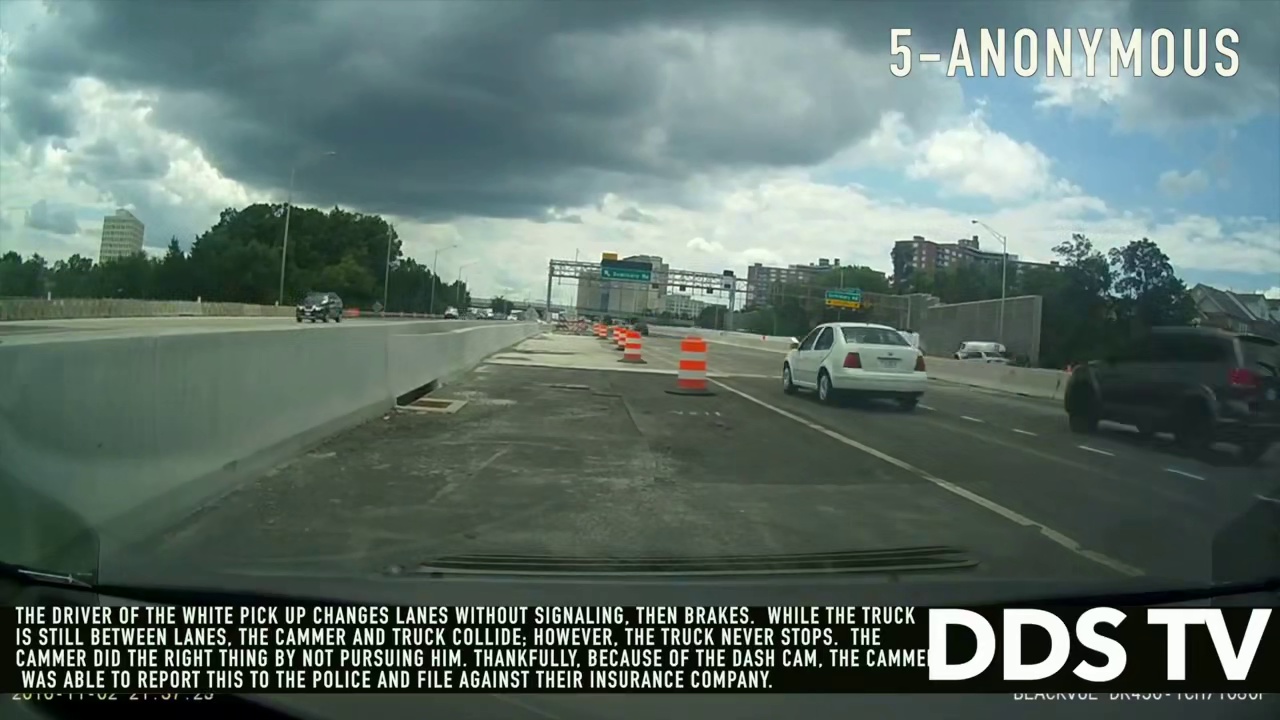 5-ANONYMOUS
Seminary Rd
THE DRIVER OF THE WHITE PICK UP CHANGES LANES WITHOUT SIGNALING, THEN BRAKES. WHILE THE TRUCK
IS STILL BETWEEN LANES, THE CAMMER AND TRUCK COLLIDE; HOWEVER, THE TRUCK NEVER STOPS. THE
CAMMER DID THE RIGHT THING BY NOT PURSUING HIM. THANKFULLY, BECAUSE OF THE DASH CAM, THE CAMME
WAS ABLE TO REPORT THIS TO THE POLICE AND FILE AGAINST THEIR INSURANCE COMPANY.
DDS TV